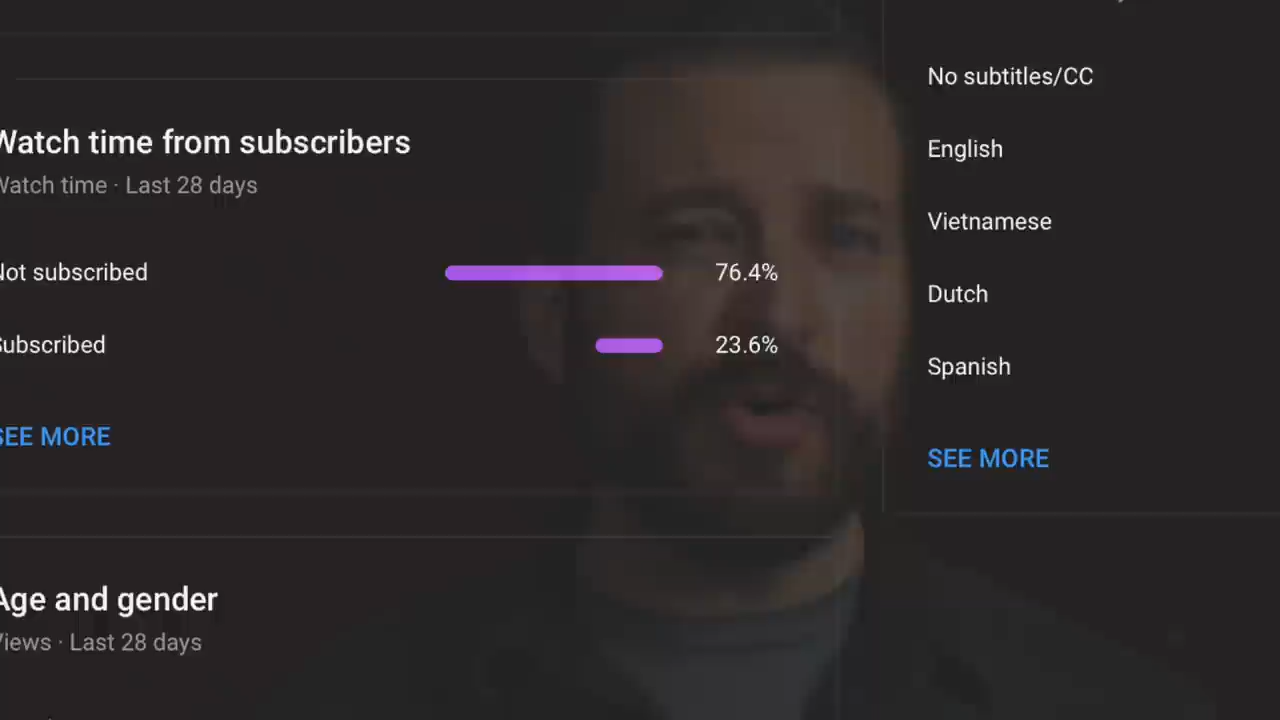 Watch time from subscribers
Watch time · Last 28 days
Not subscribed 76.4%
Subscribed 23.6%
SEE MORE
Age and gender
Views · Last 28 days
No subtitles/CC
English
Vietnamese
Dutch
Spanish
SEE MORE